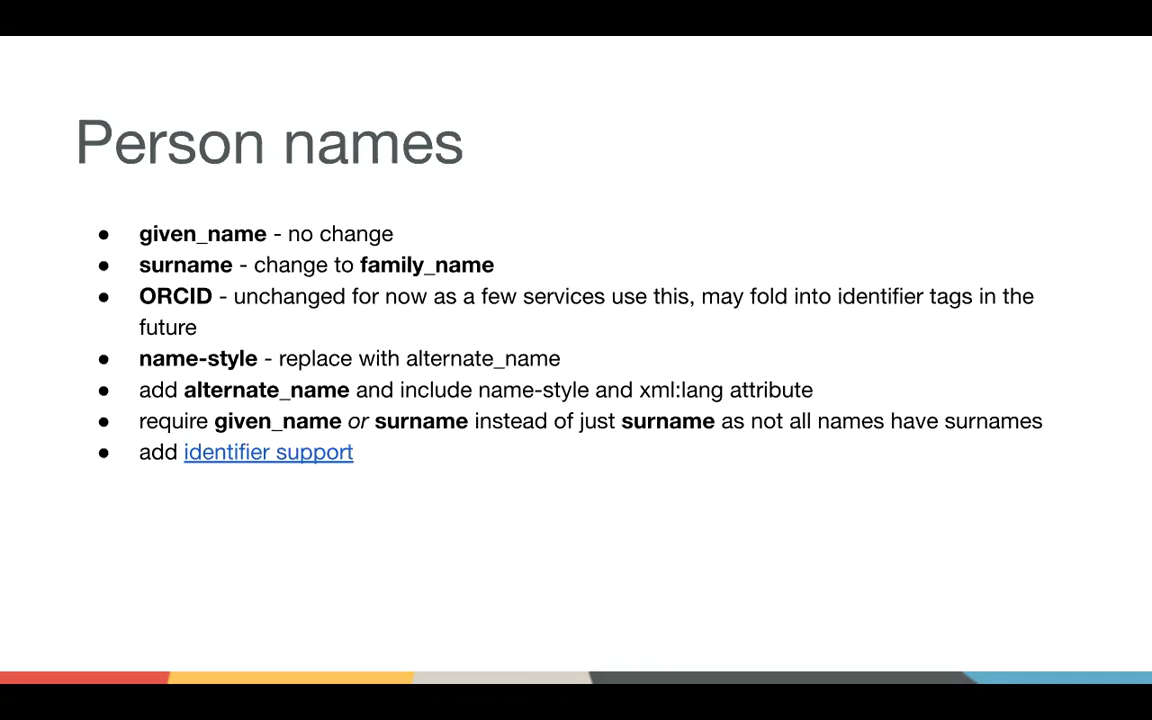 Person names
● given_name - no change
● surname - change to family_name
● ORCID - unchanged for now as a few services use this, may fold into identifier tags in the
future
● name-style - replace with alternate_name
● add alternate_name and include name-style and xml:lang attribute
● require given_name or surname instead of just surname as not all names have surnames
● add identifier support